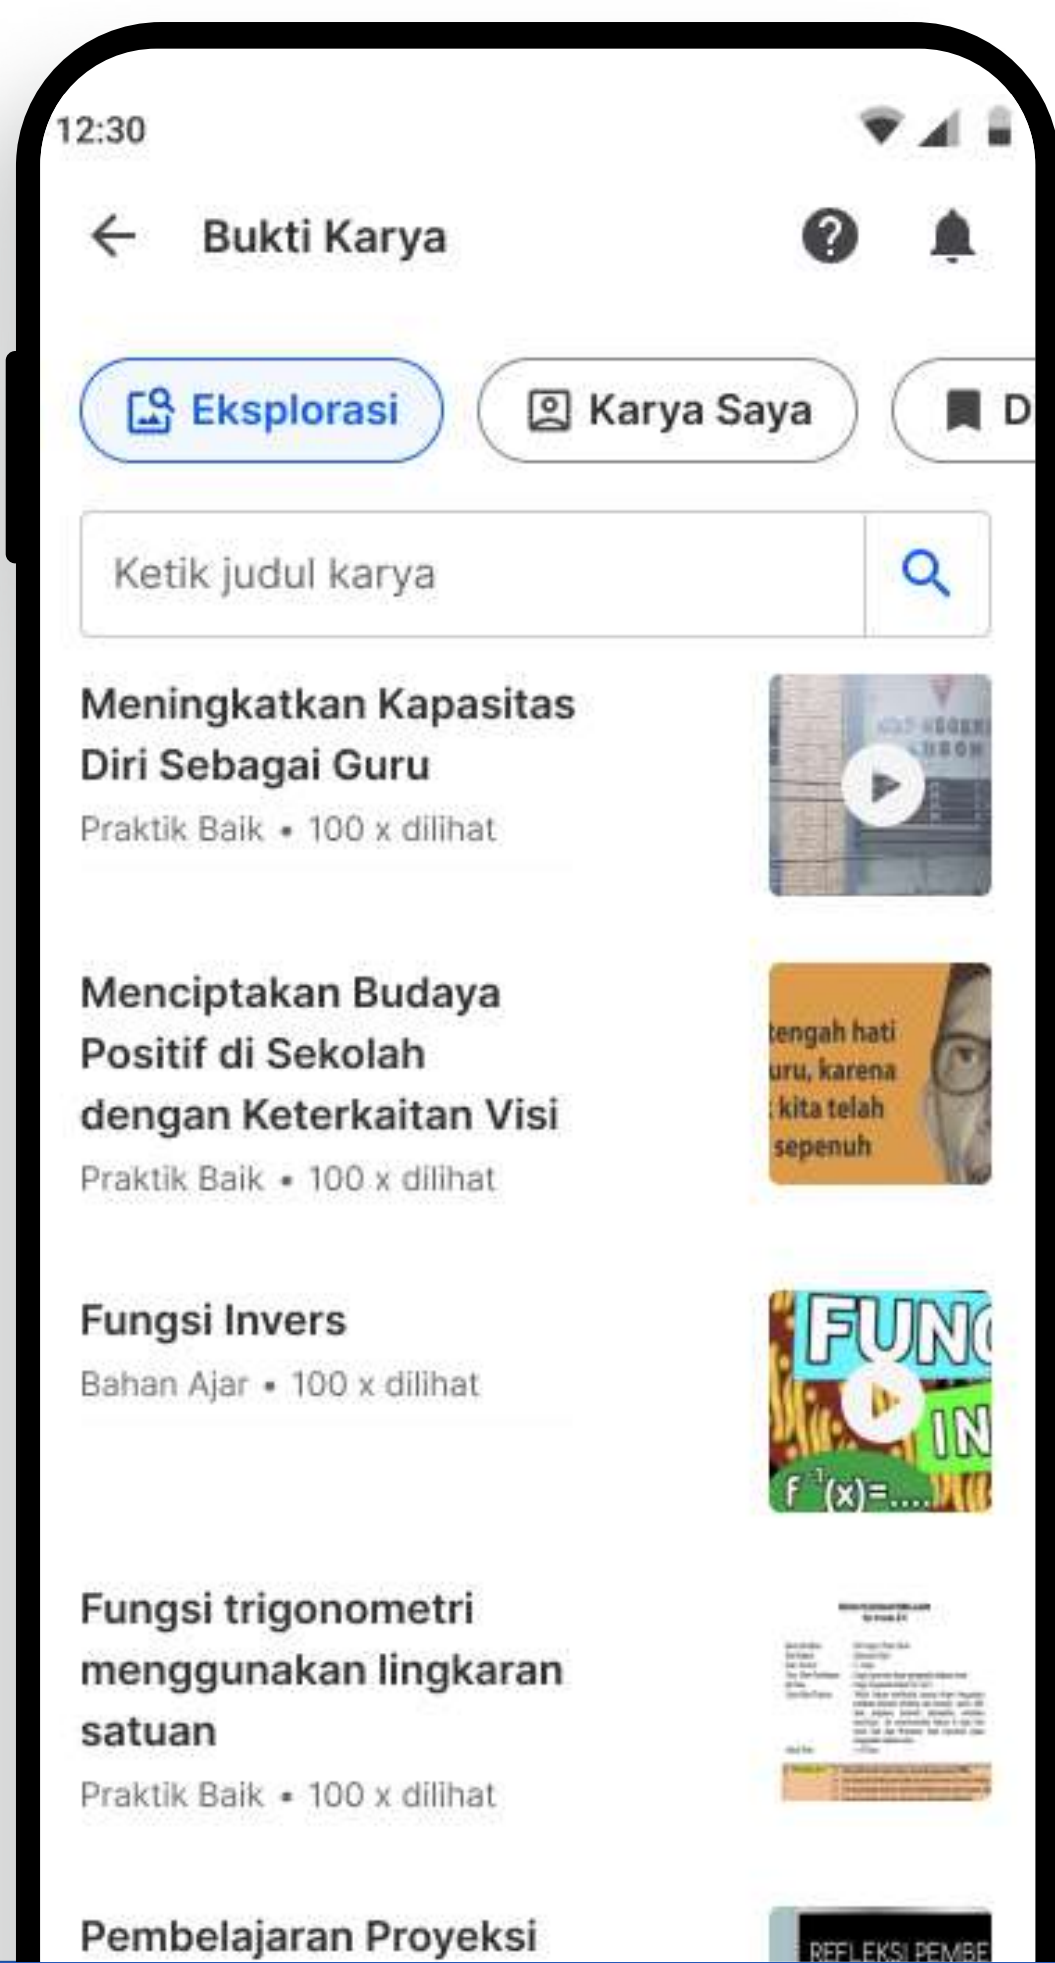 12:30
Bukti Karya
Eksplorasi
Karya Saya
D
Ketik judul karya
Meningkatkan Kapasitas
Diri Sebagai Guru
Praktik Baik • 100 x dilihat
Menciptakan Budaya
Positif di Sekolah
dengan Keterkaitan Visi
Praktik Baik • 100 x dilihat
tengah hati
uru, karena
kita telah
sepenuh
Fungsi Invers
Bahan Ajar • 100 x dilihat
FUNG
IN
f⁻¹(x)=....
Fungsi trigonometri
menggunakan lingkaran
satuan
Praktik Baik • 100 x dilihat
Pembelajaran Proyeksi
REFLEKSI PEMBE